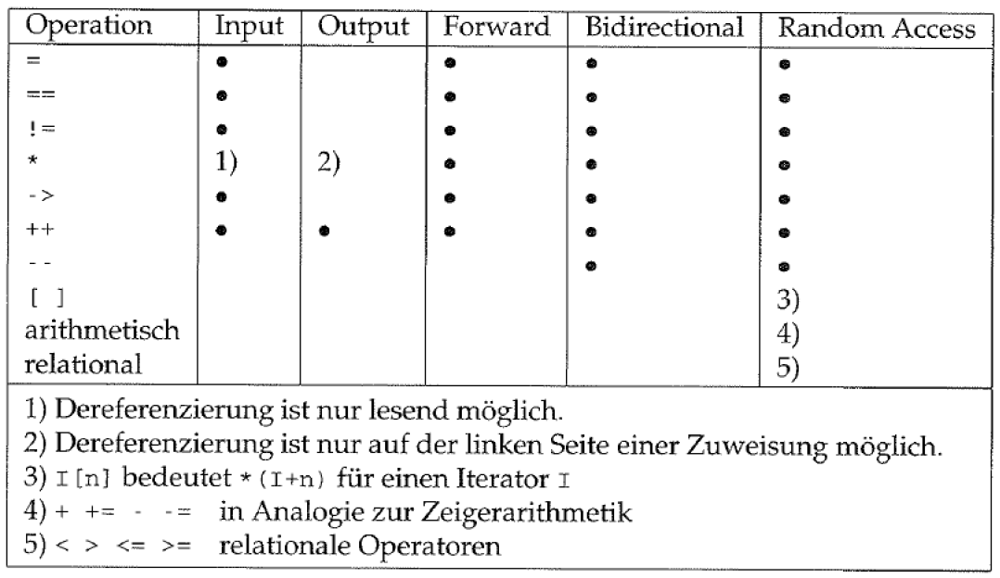 Operation Input Output Forward Bidirectional Random Access
= • • • •
== • • • •
!= • • • •
* 1) 2) • • •
-> • • • •
++ • • • • •
-- • •
[ ] 3)
arithmetisch 4)
relational 5)
1) Dereferenzierung ist nur lesend möglich.
2) Dereferenzierung ist nur auf der linken Seite einer Zuweisung möglich.
3) I[n] bedeutet *(I+n) für einen Iterator I
4) + += - -= in Analogie zur Zeigerarithmetik
5) < > <= >= relationale Operatoren